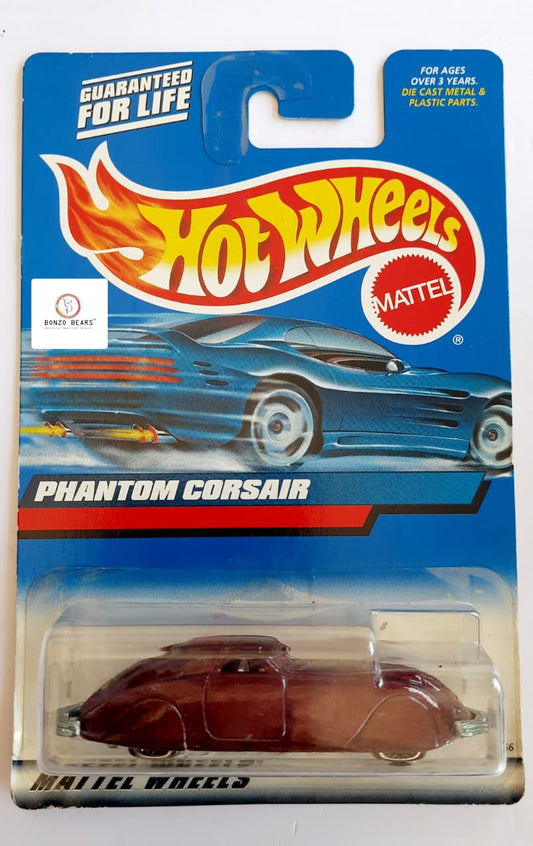 GUARANTEED
FOR LIFE
FOR AGES
OVER 3 YEARS.
DIE CAST METAL &
PLASTIC PARTS.
HOT WHEELS
MATTEL
®
BONZO BEARS™
PHANTOM CORSAIR
MATTEL WHEELS